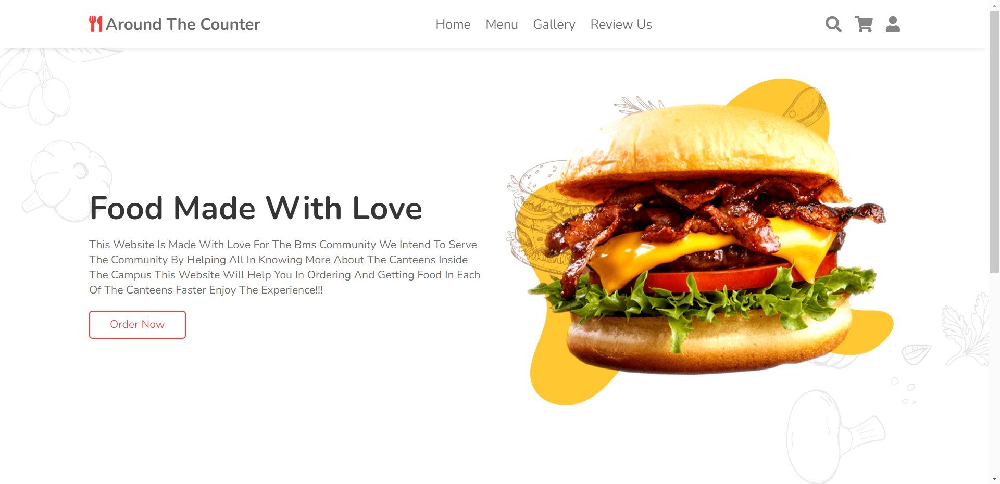 Around The Counter
Home Menu Gallery Review Us
Food Made With Love
This Website Is Made With Love For The Bms Community We Intend To Serve
The Community By Helping All In Knowing More About The Canteens Inside
The Campus This Website Will Help You In Ordering And Getting Food In Each
Of The Canteens Faster Enjoy The Experience!!!
Order Now